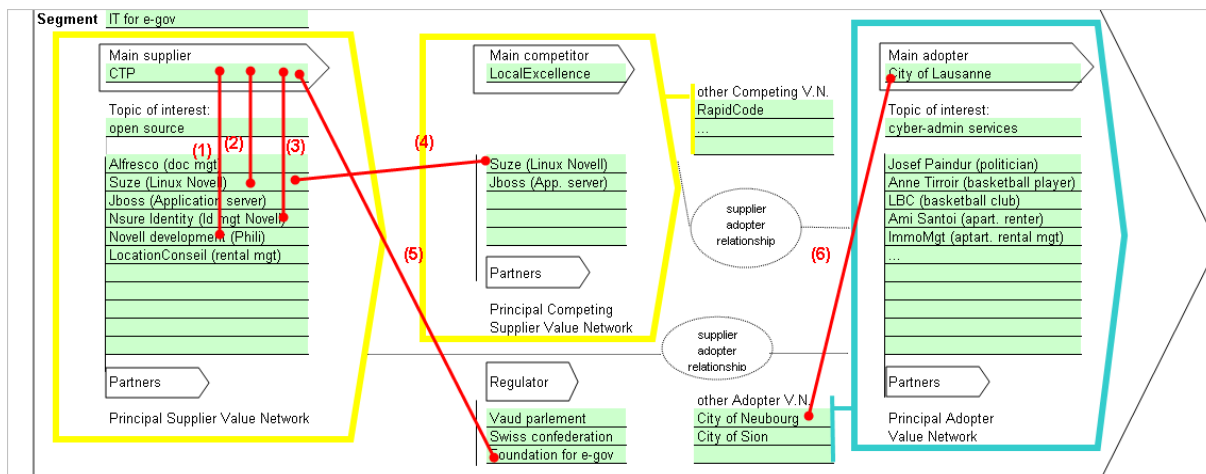 Segment IT for e-gov
Main supplier
CTP
Topic of interest:
open source
(1)
(2)
(3)
Alfresco (doc mgt)
Suze (Linux Novell)
Jboss (Application server)
Nsure Identity (Id mgt Novell)
Novell development (Phili)
LocationConseil (rental mgt)
Partners
Principal Supplier Value Network
(4)
(5)
Main competitor
LocalExcellence
Suze (Linux Novell)
Jboss (App. server)
Partners
Principal Competing
Supplier Value Network
other Competing V.N.
RapidCode
...
supplier
adopter
relationship
(6)
supplier
adopter
relationship
Regulator
Vaud parlement
Swiss confederation
Foundation for e-gov
other Adopter V.N.
City of Neubourg
City of Sion
Main adopter
City of Lausanne
Topic of interest:
cyber-admin services
Josef Paindur (politician)
Anne Tirroir (basketball player)
LBC (basketball club)
Ami Santoi (apart. renter)
ImmoMgt (aptart. rental mgt)
...
Partners
Principal Adopter
Value Network